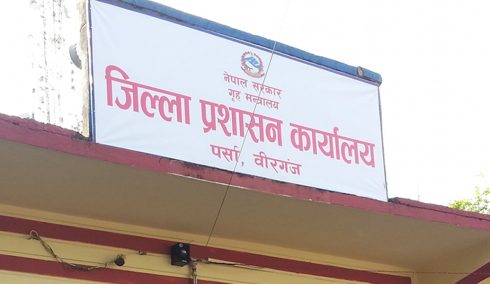 नेपाल सरकार
गृह मन्त्रालय
जिल्ला प्रशासन कार्यालय
पर्सा, वीरगंज